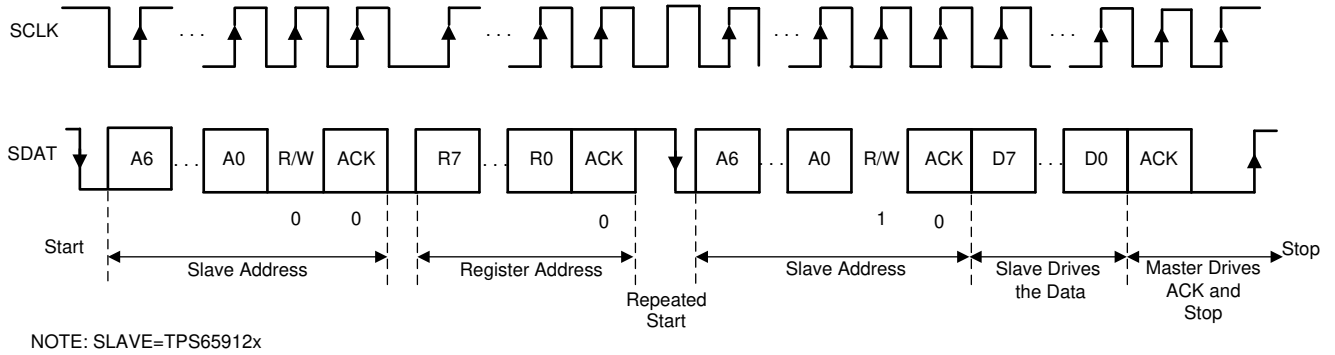 SCLK
. . . . . . . . . . . .
SDAT A6 . . . A0 R/W ACK R7 . . . R0 ACK A6 . . . A0 R/W ACK D7 . . . D0 ACK
0 0 0 1 0
Start Stop
Slave Address Register Address Slave Address Slave Drives Master Drives
the Data ACK and
Repeated Stop
Start
NOTE: SLAVE=TPS65912x